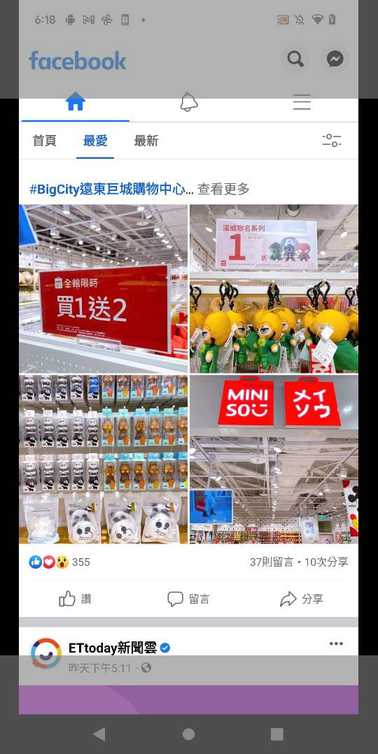 6:18
facebook
首頁 最愛 最新
#BigCity遠東巨城購物中心... 查看更多
全館限時
買1送2
漫威聯名系列
1
MINI
SO
メイ
ソウ
355
37則留言・10次分享
讚 留言 分享
ETtoday新聞雲
昨天下午5:11